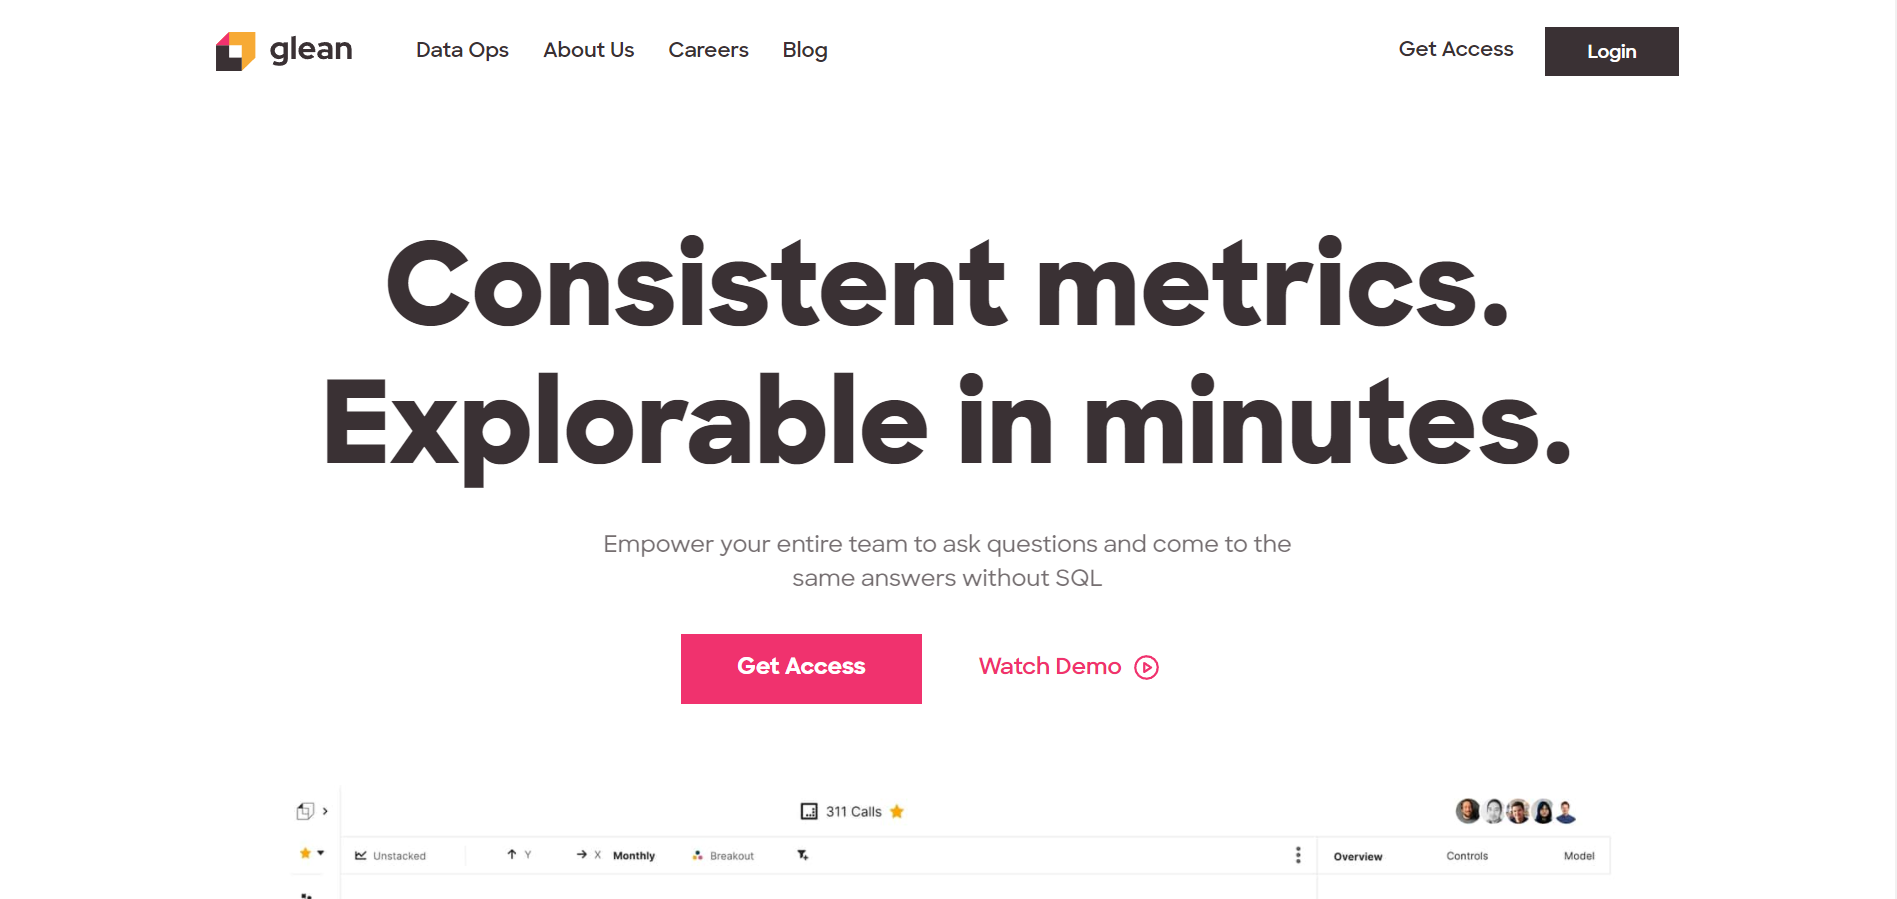 glean
Data Ops
About Us
Careers
Blog
Get Access
Login
Consistent metrics.
Explorable in minutes.
Empower your entire team to ask questions and come to the
same answers without SQL
Get Access
Watch Demo
311 Calls
Unstacked
Y
X
Monthly
Breakout
Overview
Controls
Model